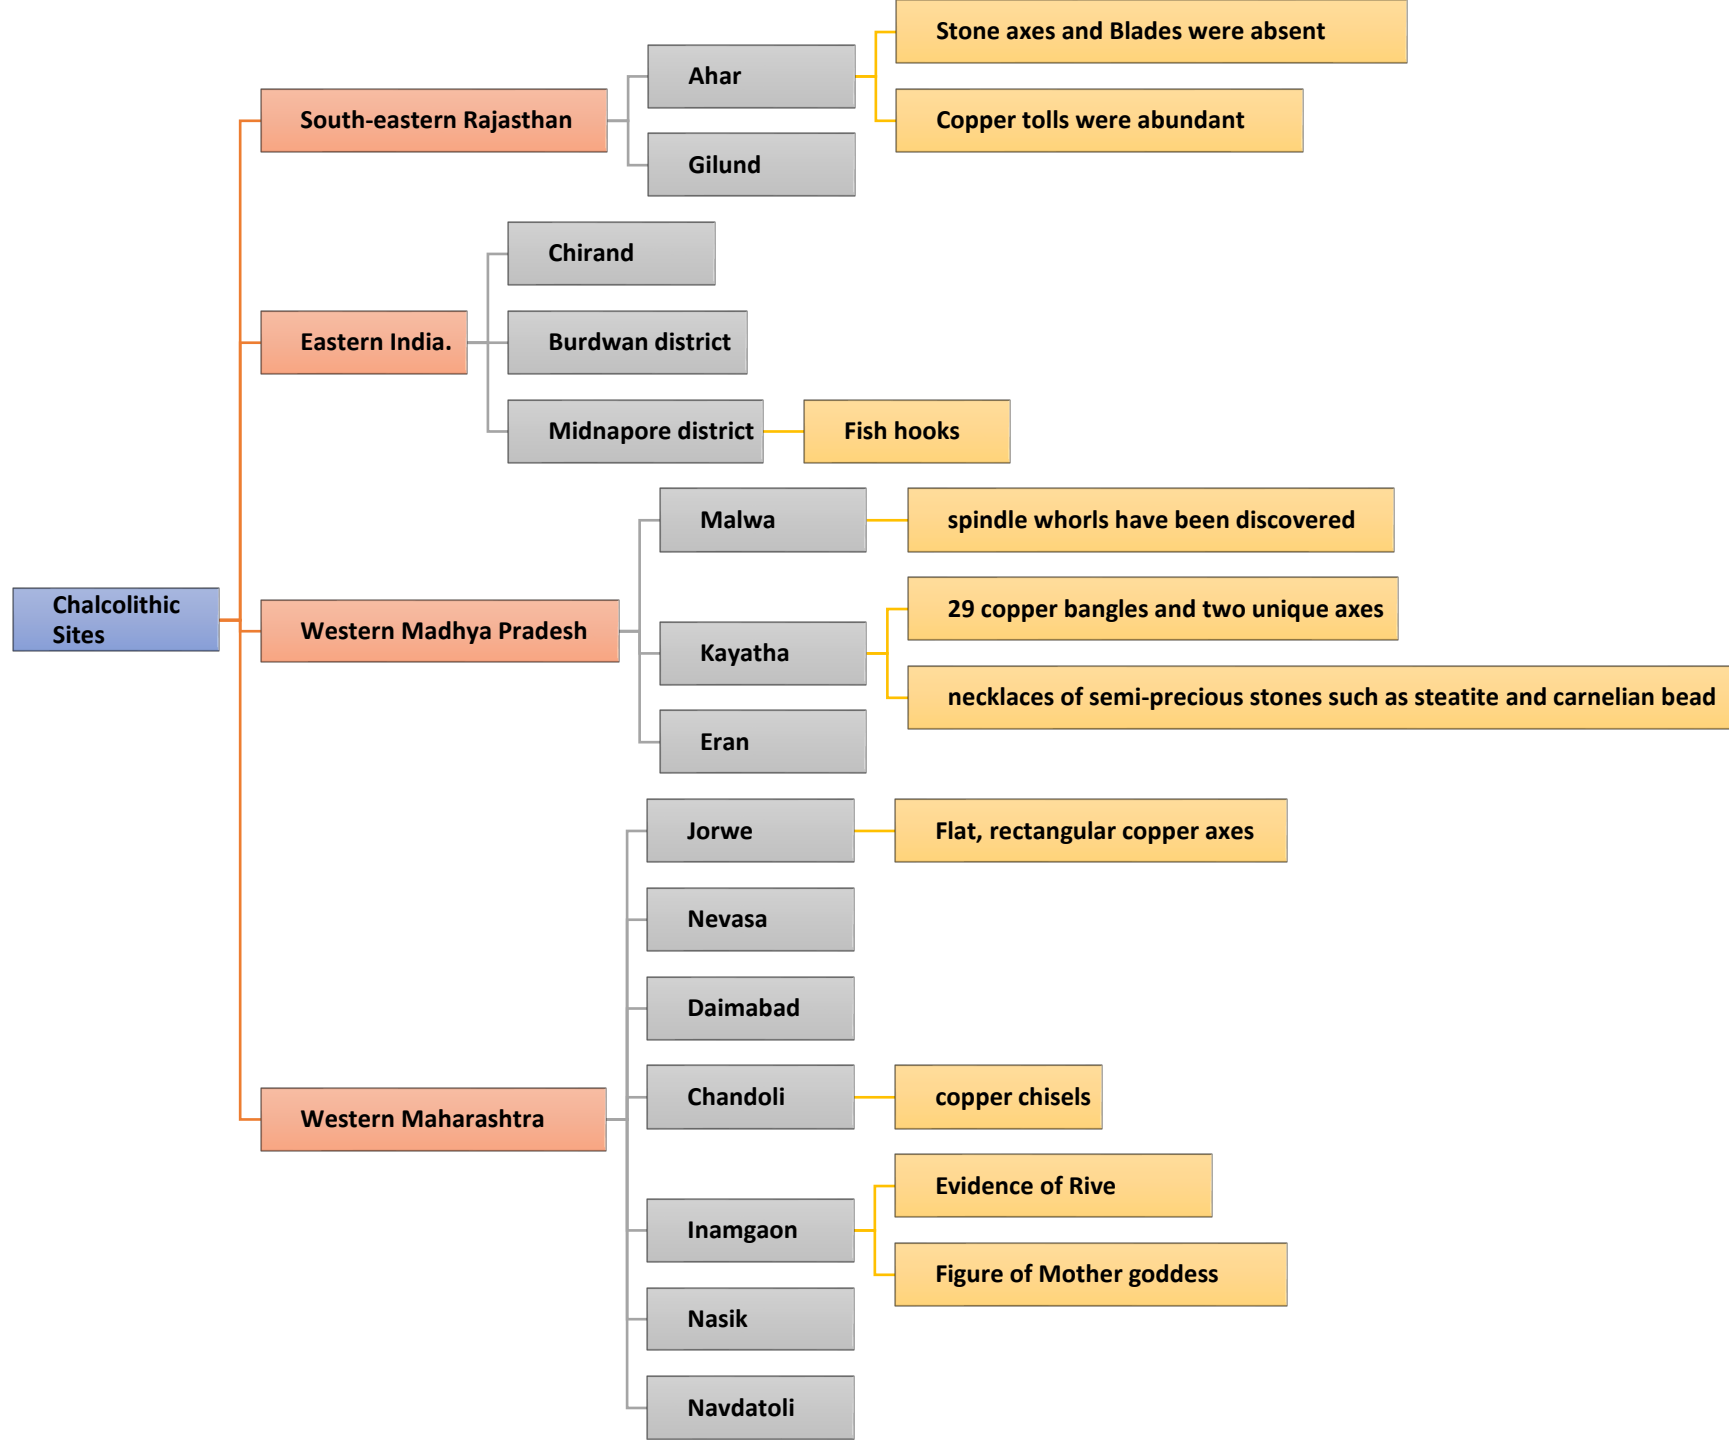 Chalcolithic
Sites
South-eastern Rajasthan
Ahar
Stone axes and Blades were absent
Copper tolls were abundant
Gilund
Eastern India.
Chirand
Burdwan district
Midnapore district
Fish hooks
Western Madhya Pradesh
Malwa
spindle whorls have been discovered
Kayatha
29 copper bangles and two unique axes
necklaces of semi-precious stones such as steatite and carnelian bead
Eran
Western Maharashtra
Jorwe
Flat, rectangular copper axes
Nevasa
Daimabad
Chandoli
copper chisels
Inamgaon
Evidence of Rive
Figure of Mother goddess
Nasik
Navdatoli